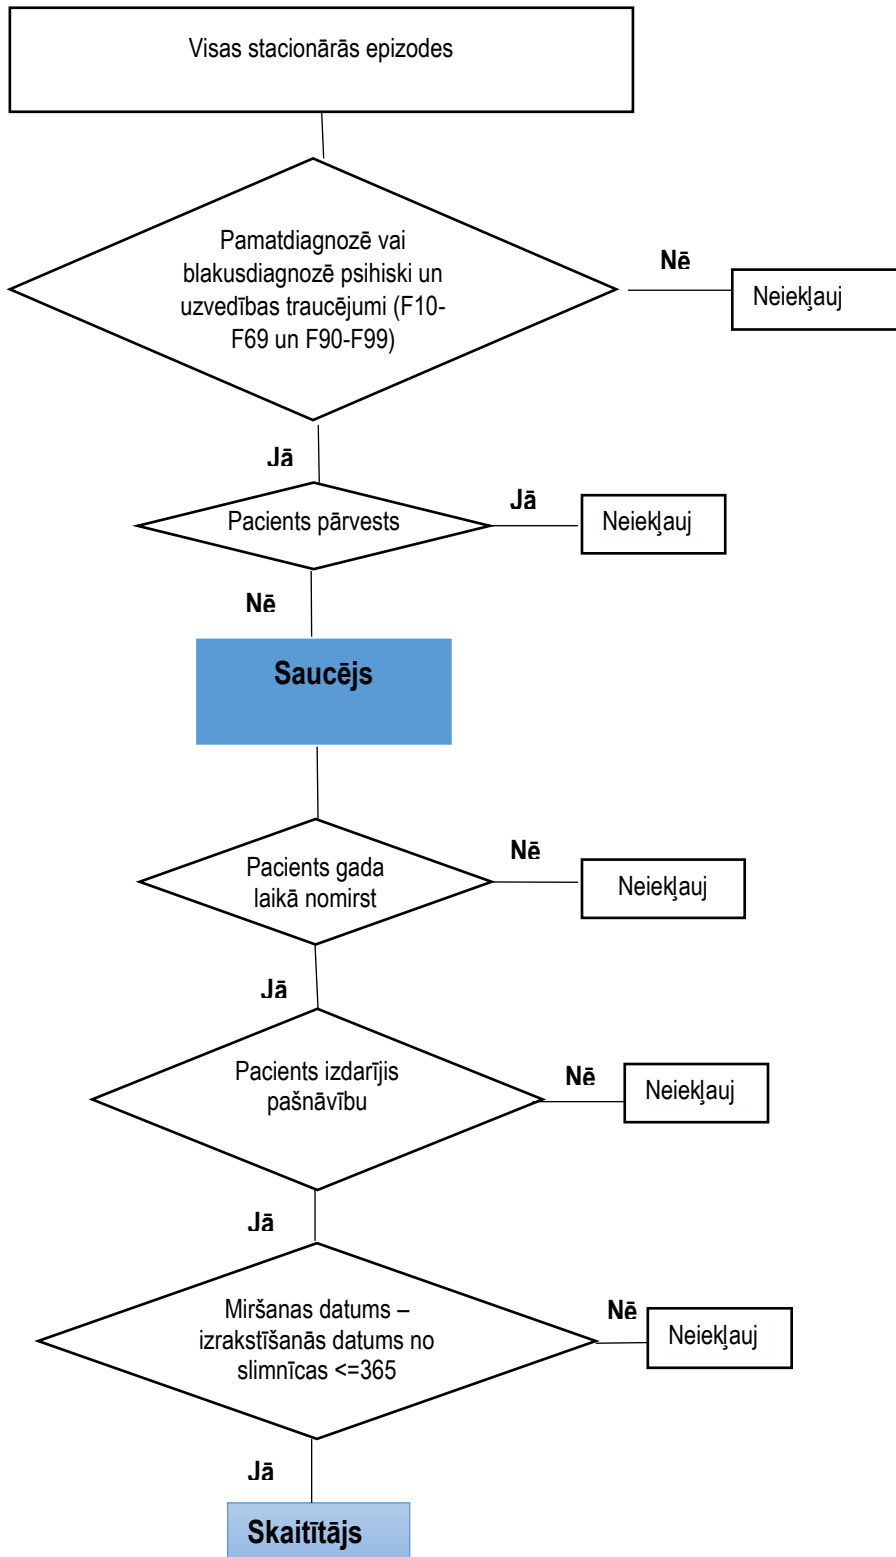 Visas stacionārās epizodes
Pamatdiagnozē vai
blakusdiagnozē psihiski un
uzvedības traucējumi (F10-
F69 un F90-F99)
Nē
Neiekļauj
Jā
Pacients pārvests
Jā
Neiekļauj
Nē
Saucējs
Pacients gada
laikā nomirst
Nē
Neiekļauj
Jā
Pacients izdarījis
pašnāvību
Nē
Neiekļauj
Jā
Miršanas datums –
izrakstīšanās datums no
slimnīcas <=365
Nē
Neiekļauj
Jā
Skaitītājs